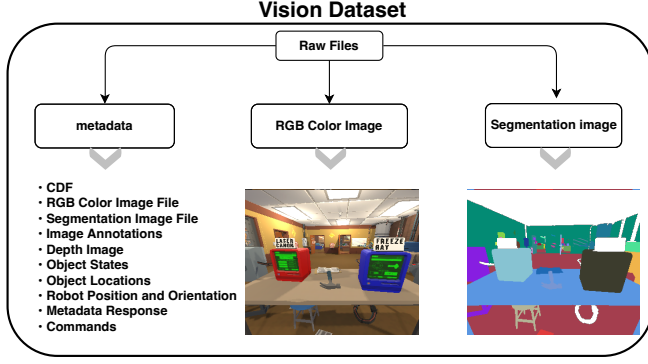 Vision Dataset
Raw Files
metadata
RGB Color Image
Segmentation image
· CDF
· RGB Color Image File
· Segmentation Image File
· Image Annotations
· Depth Image
· Object States
· Object Locations
· Robot Position and Orientation
· Metadata Response
· Commands
LASER
CANON
FREEZE
RAY